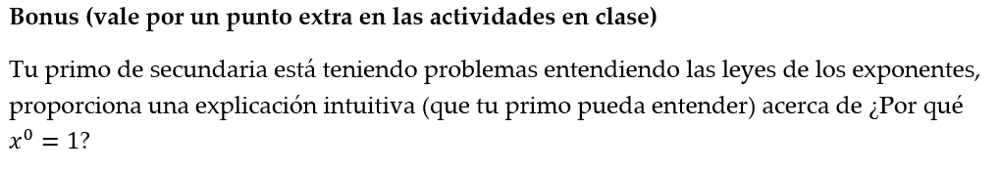 Bonus (vale por un punto extra en las actividades en clase)
Tu primo de secundaria está teniendo problemas entendiendo las leyes de los exponentes,
proporciona una explicación intuitiva (que tu primo pueda entender) acerca de ¿Por qué
x⁰ = 1?